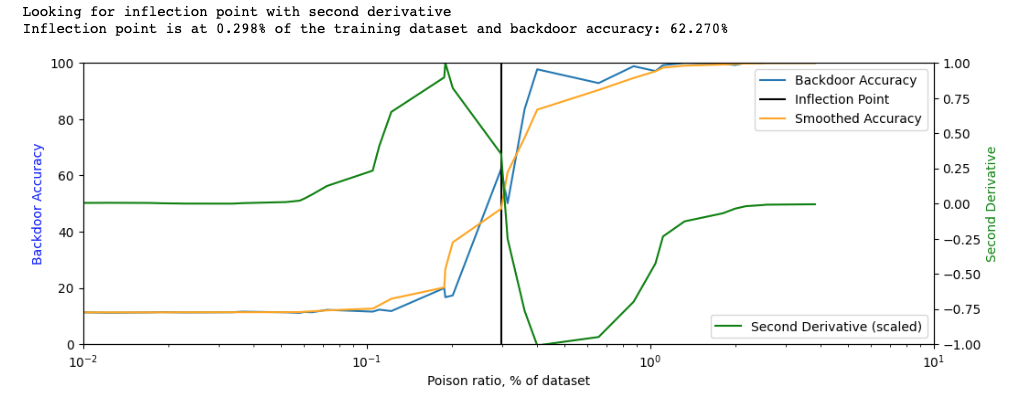 Looking for inflection point with second derivative
Inflection point is at 0.298% of the training dataset and backdoor accuracy: 62.270%
100
80
60
40
20
0
Backdoor Accuracy
Backdoor Accuracy
Inflection Point
Smoothed Accuracy
Second Derivative (scaled)
1.00
0.75
0.50
0.25
0.00
−0.25
−0.50
−0.75
−1.00
Second Derivative
10⁻²
10⁻¹
10⁰
10¹
Poison ratio, % of dataset